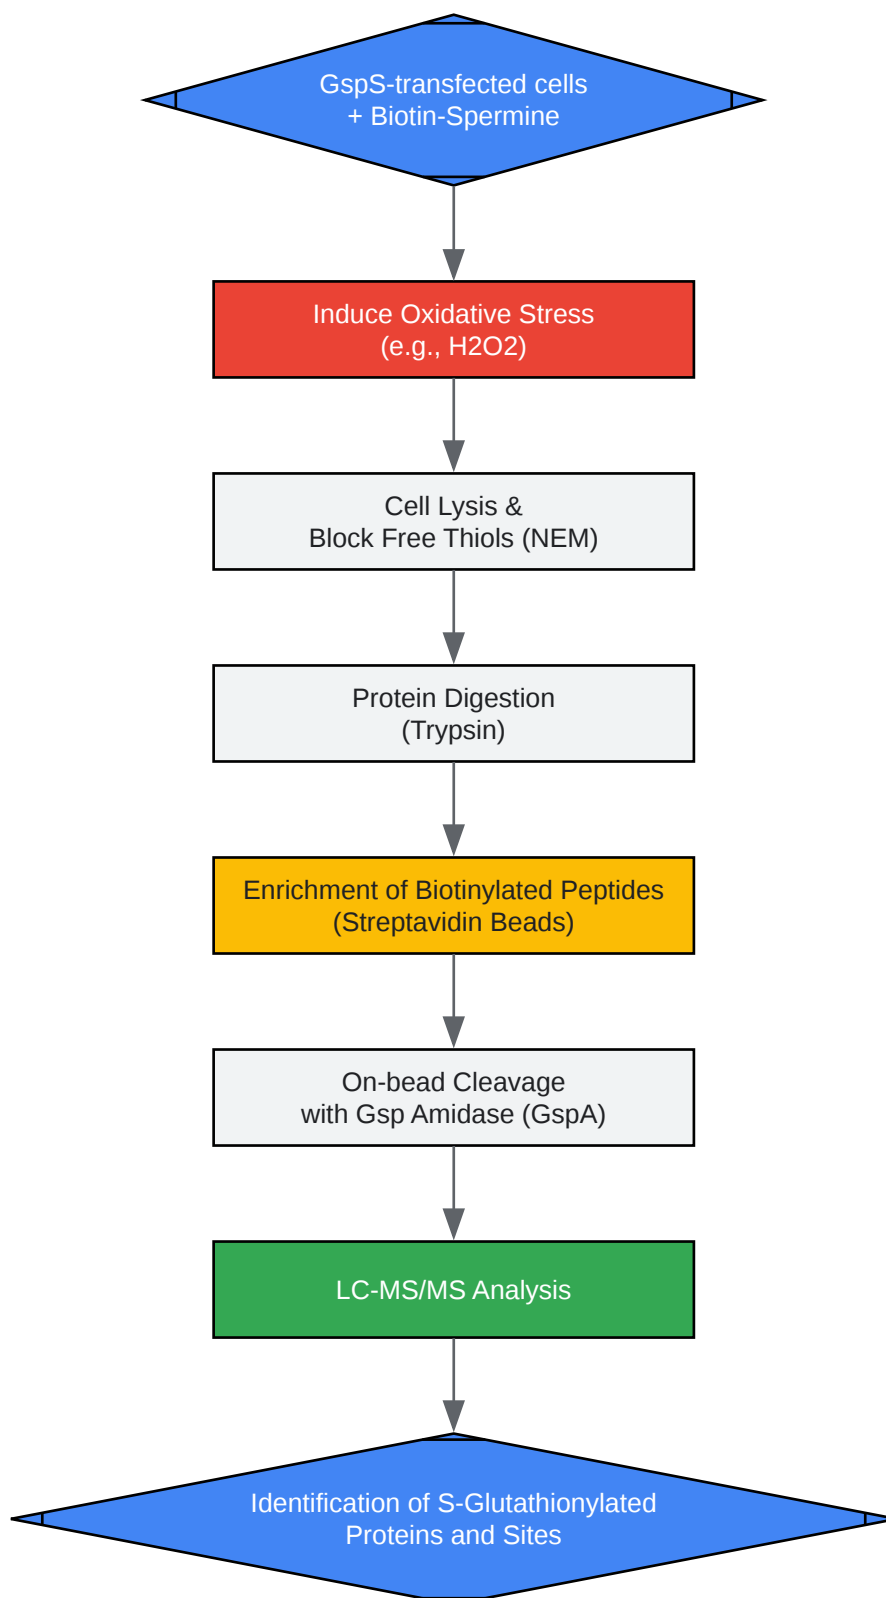 GspS-transfected cells
+ Biotin-Spermine
Induce Oxidative Stress
(e.g., H2O2)
Cell Lysis &
Block Free Thiols (NEM)
Protein Digestion
(Trypsin)
Enrichment of Biotinylated Peptides
(Streptavidin Beads)
On-bead Cleavage
with Gsp Amidase (GspA)
LC-MS/MS Analysis
Identification of S-Glutathionylated
Proteins and Sites